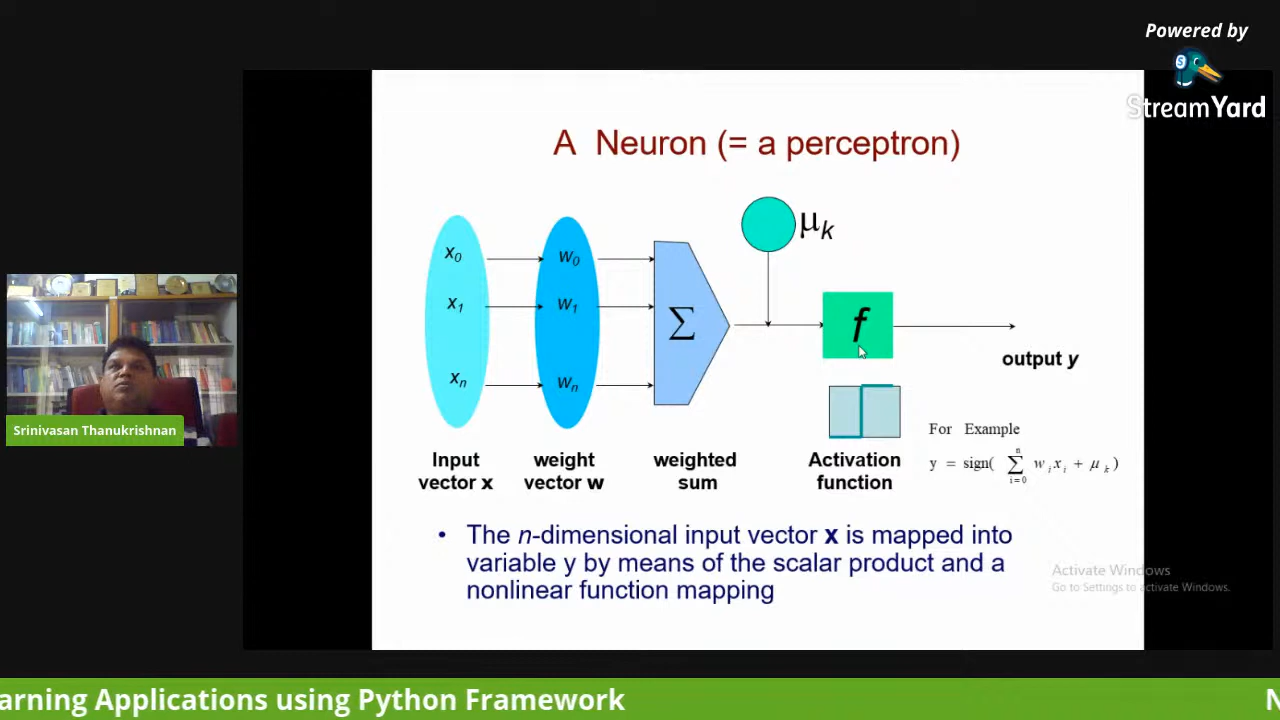 Powered by
StreamYard
A Neuron (= a perceptron)
μk
x0 w0
x1 w1
xn wn
Σ
f
output y
For Example
y = sign( n Σ i=0 w i x i + μ k )
Input vector x
weight vector w
weighted sum
Activation function
• The n-dimensional input vector x is mapped into
variable y by means of the scalar product and a
nonlinear function mapping
Activate Windows
Go to Settings to activate Windows.
Srinivasan Thanukrishnan
arning Applications using Python Framework
N